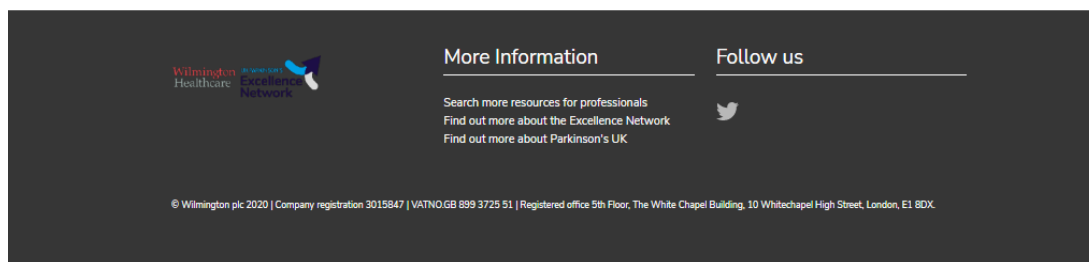 Wilmington
Healthcare
PARKINSON'S
Excellence
Network
More Information
Search more resources for professionals
Find out more about the Excellence Network
Find out more about Parkinson's UK
Follow us
© Wilmington plc 2020 | Company registration 3015847 | VATNO.GB 899 3725 51 | Registered office 5th Floor, The White Chapel Building, 10 Whitechapel High Street, London, E1 8DX.